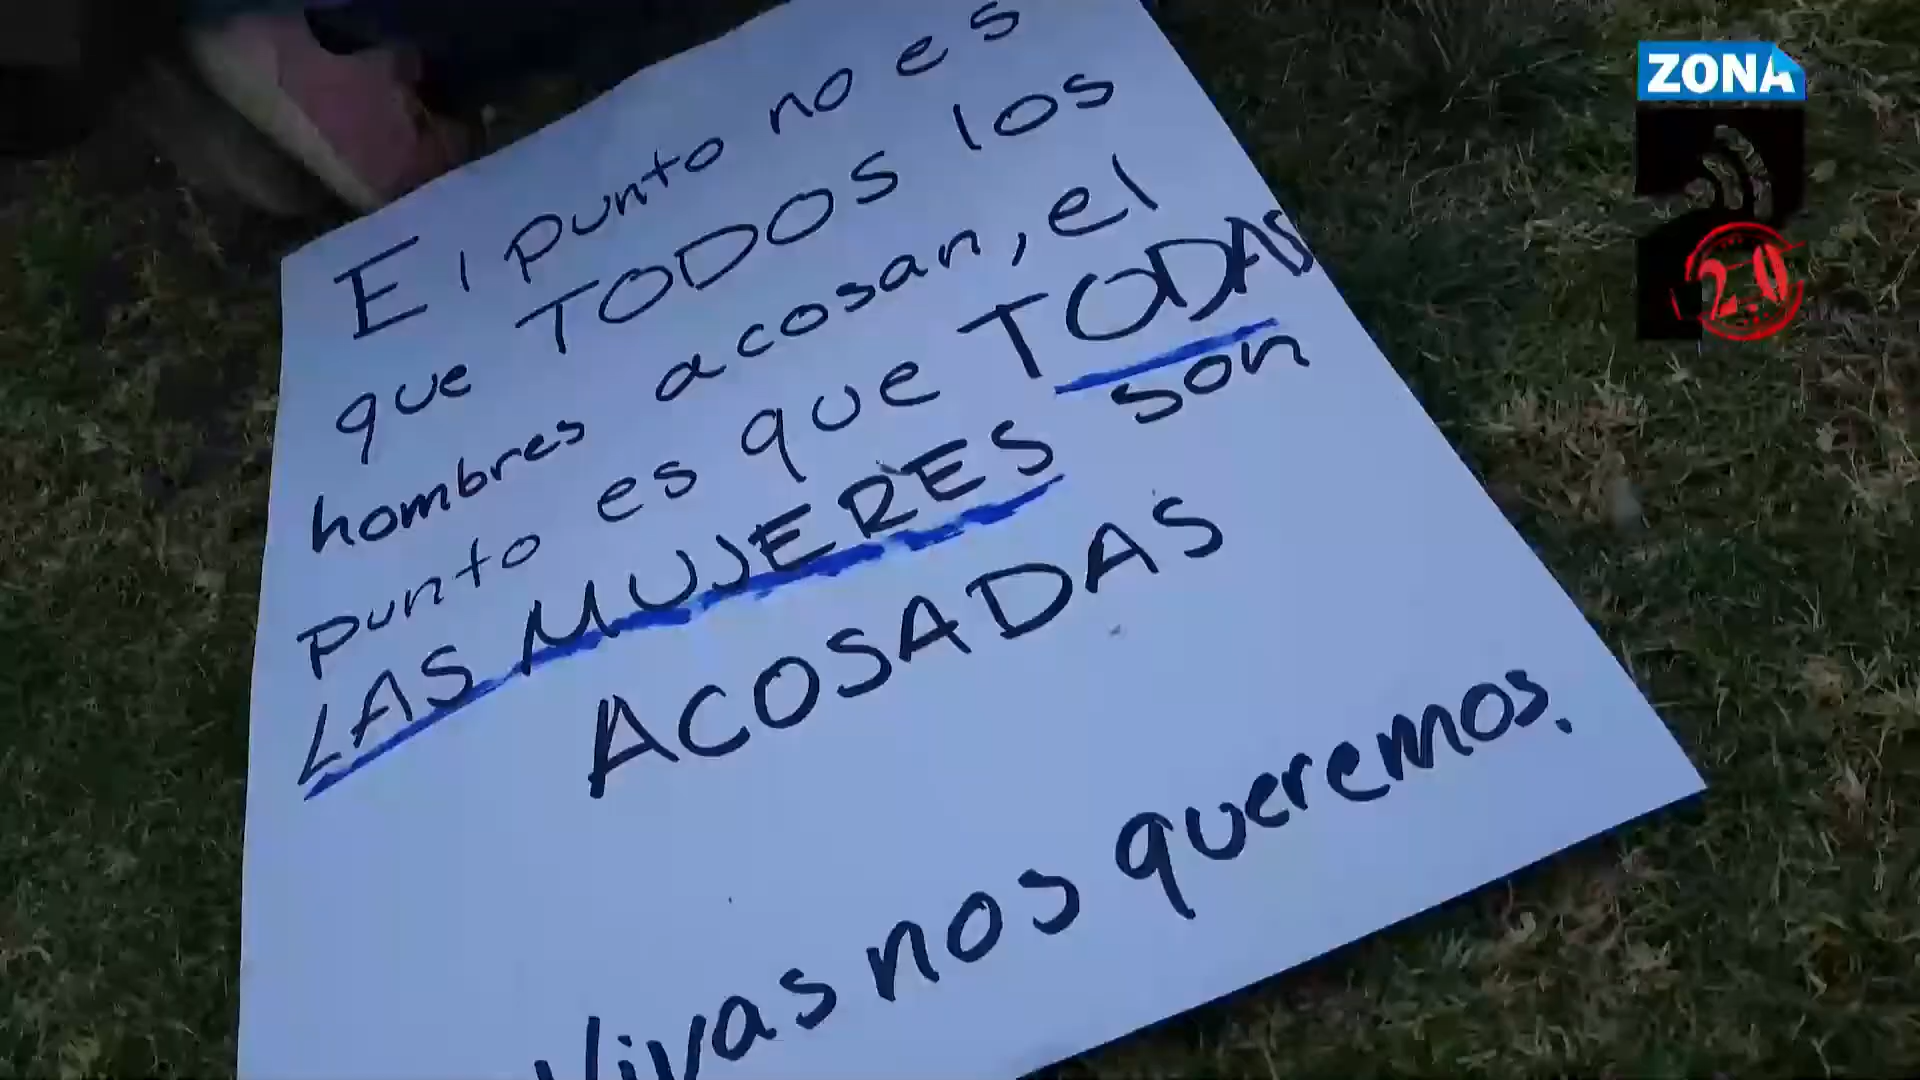 El punto no es
que TODOS los
hombres acosan, el
punto es que TODAS
LAS MUJERES son
ACOSADAS
Vivas nos queremos.
ZONA
2.0